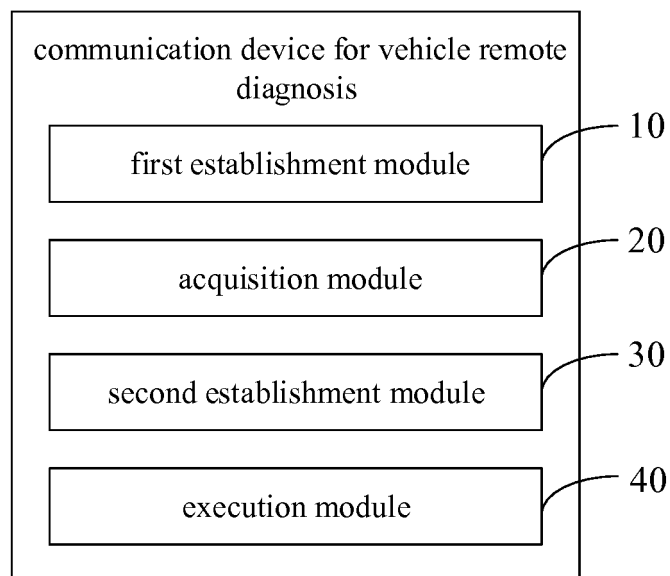 communication device for vehicle remote
diagnosis
first establishment module
10
acquisition module
20
second establishment module
30
execution module
40